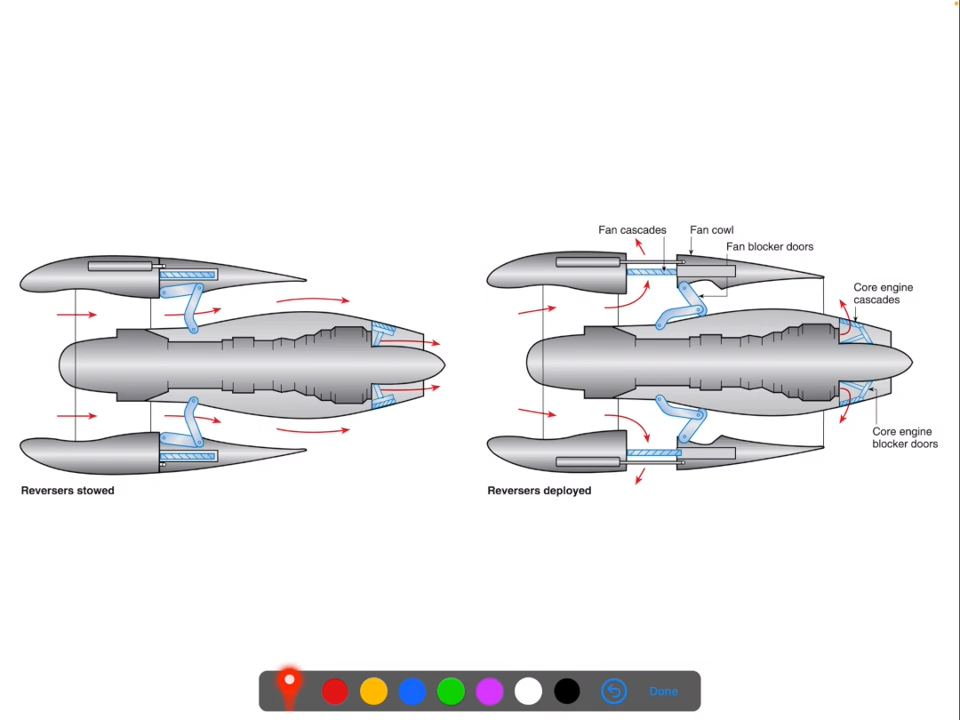 Fan cascades
Fan cowl
Fan blocker doors
Core engine
cascades
Core engine
blocker doors
Reversers stowed
Reversers deployed
Done